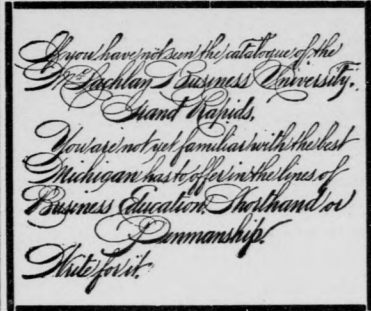 If you have not seen the catalogue of the
McLachlan Business University.
Grand Rapids,
You are not yet familiar with the best
Michigan has to offer in the lines of
Business Education, Shorthand or
Penmanship.
Write for it.